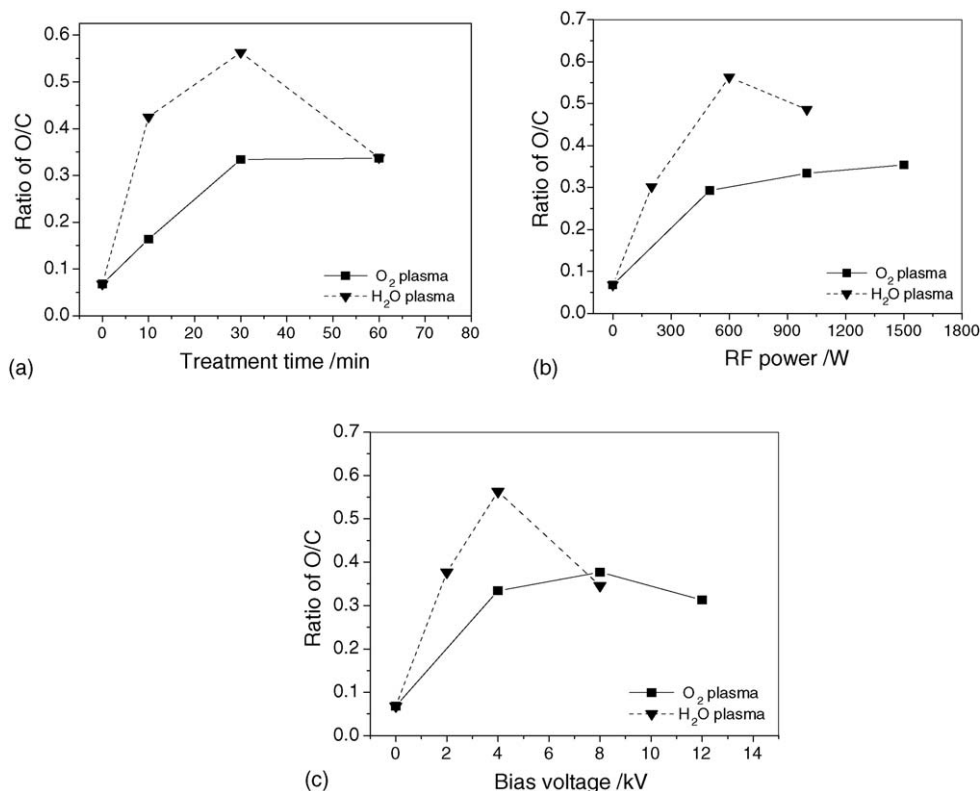 0.7
0.6
0.5
0.4
0.3
0.2
0.1
0.0
Ratio of O/C
O2 plasma
H2O plasma
0 10 20 30 40 50 60 70 80
Treatment time /min
(a)
0.7
0.6
0.5
0.4
0.3
0.2
0.1
0.0
Ratio of O/C
O2 plasma
H2O plasma
0 300 600 900 1200 1500 1800
RF power /W
(b)
0.7
0.6
0.5
0.4
0.3
0.2
0.1
0.0
Ratio of O/C
O2 plasma
H2O plasma
0 2 4 6 8 10 12 14
Bias voltage /kV
(c)